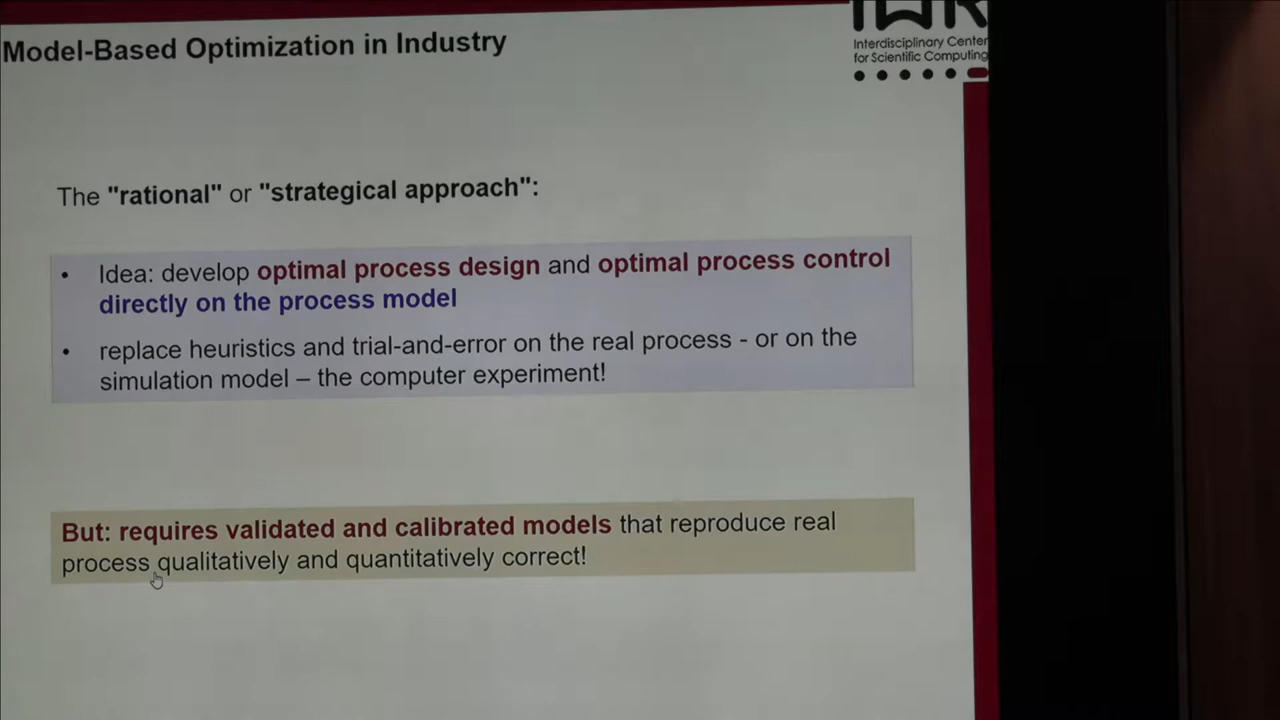 Model-Based Optimization in Industry
IWR
Interdisciplinary Center
for Scientific Computing
The "rational" or "strategical approach":
• Idea: develop optimal process design and optimal process control
directly on the process model
• replace heuristics and trial-and-error on the real process - or on the
simulation model – the computer experiment!
But: requires validated and calibrated models that reproduce real
process qualitatively and quantitatively correct!